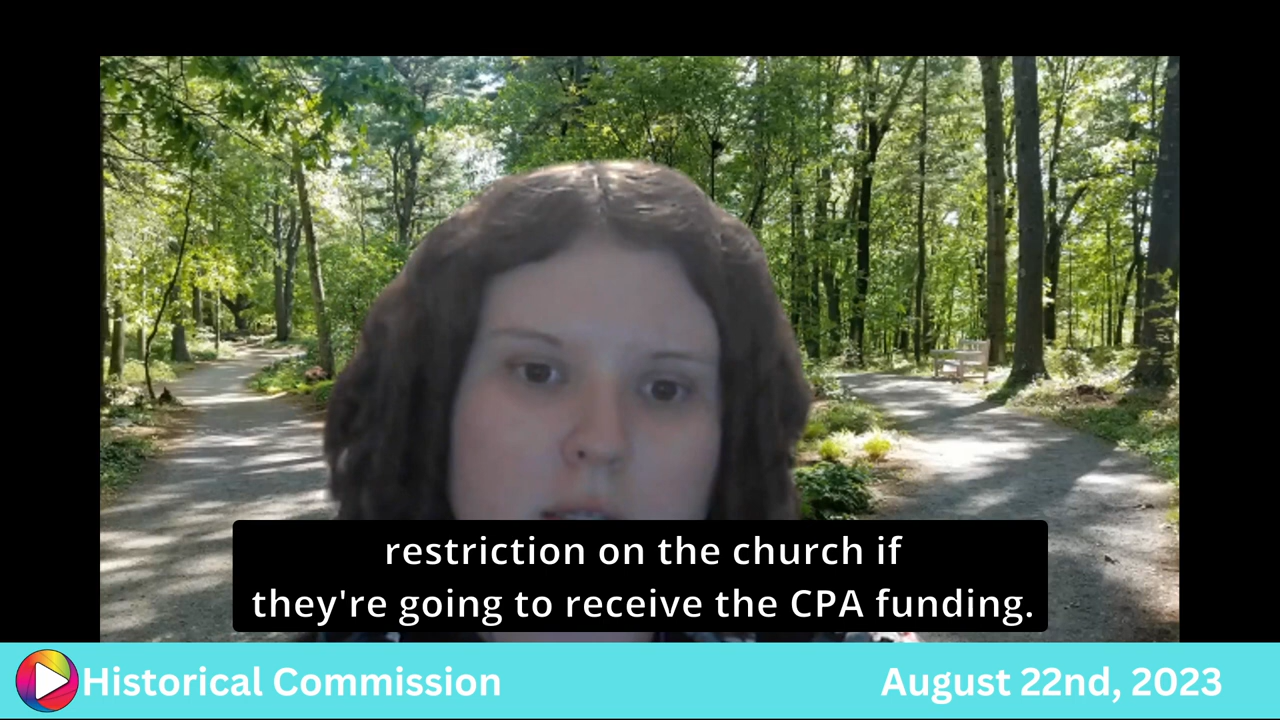 restriction on the church if
they're going to receive the CPA funding.
Historical Commission
August 22nd, 2023